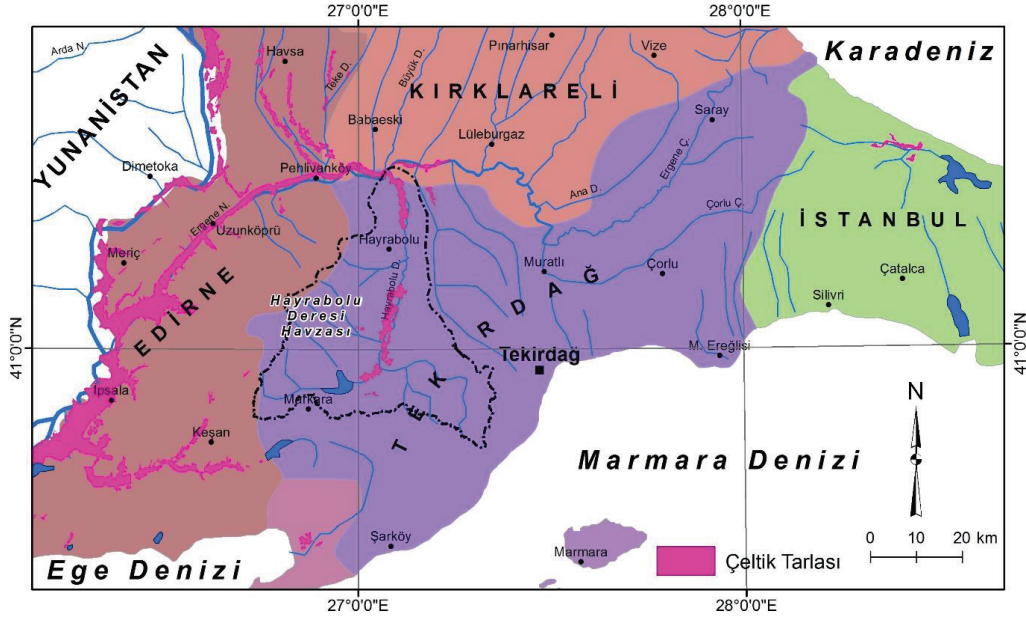 27°0'0"E
28°0'0"E
Arda N.
Havsa
Teke D.
Büyük D.
Pınarhisar
Vize
Karadeniz
YUNANİSTAN
KIRKLARELİ
Babaeski
Saray
Lüleburgaz
Dimetoka
Pehlivanköy
Ana D.
Ergene Ç.
Ergene N.
Uzunköprü
Çorlu Ç.
İSTANBUL
Meriç
Hayrabolu
Muratlı
Çorlu
Çatalca
EDİRNE
Hayrabolu
Deresi
Havzası
Hayrabolu D.
Silivri
41°0'0"N
41°0'0"N
TEKİRDAĞ
Tekirdağ
M. Ereğlisi
İpsala
Malkara
Keşan
N
Marmara Denizi
Şarköy
Marmara
0 10 20 km
Çeltik Tarlası
Ege Denizi
27°0'0"E
28°0'0"E